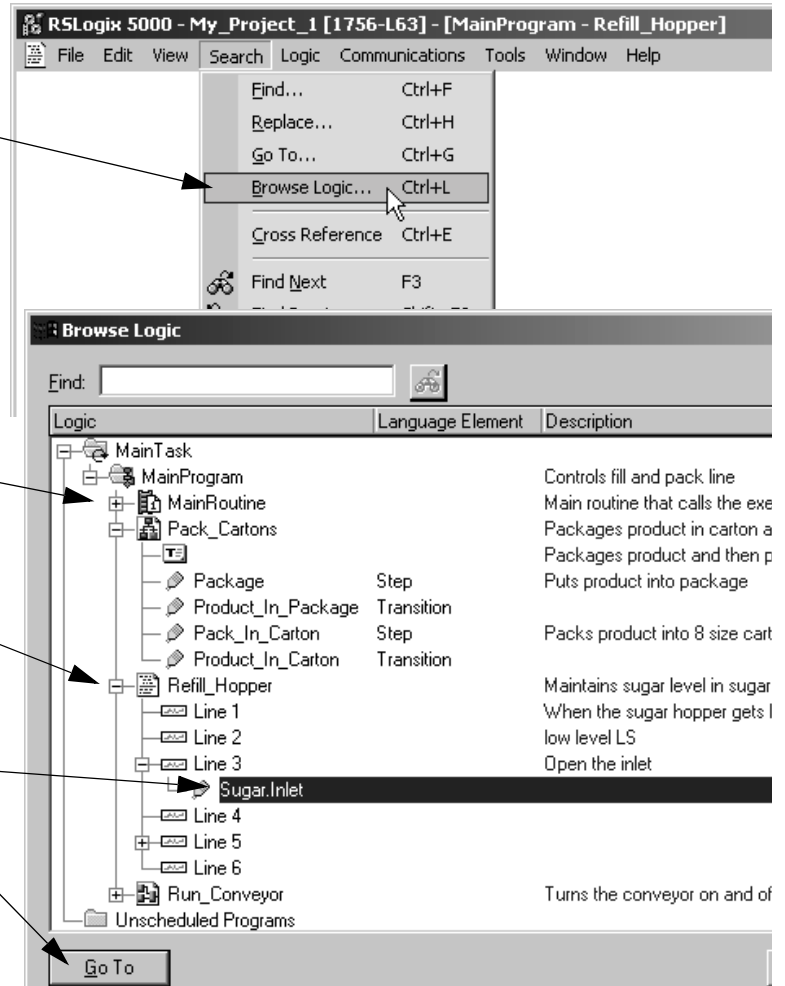 RSLogix 5000 - My_Project_1 [1756-L63] - [MainProgram - Refill_Hopper]
File Edit View Search Logic Communications Tools Window Help
Find... Ctrl+F
Replace... Ctrl+H
Go To... Ctrl+G
Browse Logic... Ctrl+L
Cross Reference Ctrl+E
Find Next F3
Browse Logic
Find:
Logic Language Element Description
MainTask
MainProgram Controls fill and pack line
MainRoutine Main routine that calls the exe
Pack_Cartons Packages product in carton a
Packages product and then p
Package Step Puts product into package
Product_In_Package Transition
Pack_In_Carton Step Packs product into 8 size cart
Product_In_Carton Transition
Refill_Hopper Maintains sugar level in sugar
Line 1 When the sugar hopper gets l
Line 2 low level LS
Line 3 Open the inlet
Sugar.Inlet
Line 4
Line 5
Line 6
Run_Conveyor Turns the conveyor on and of
Unscheduled Programs
Go To